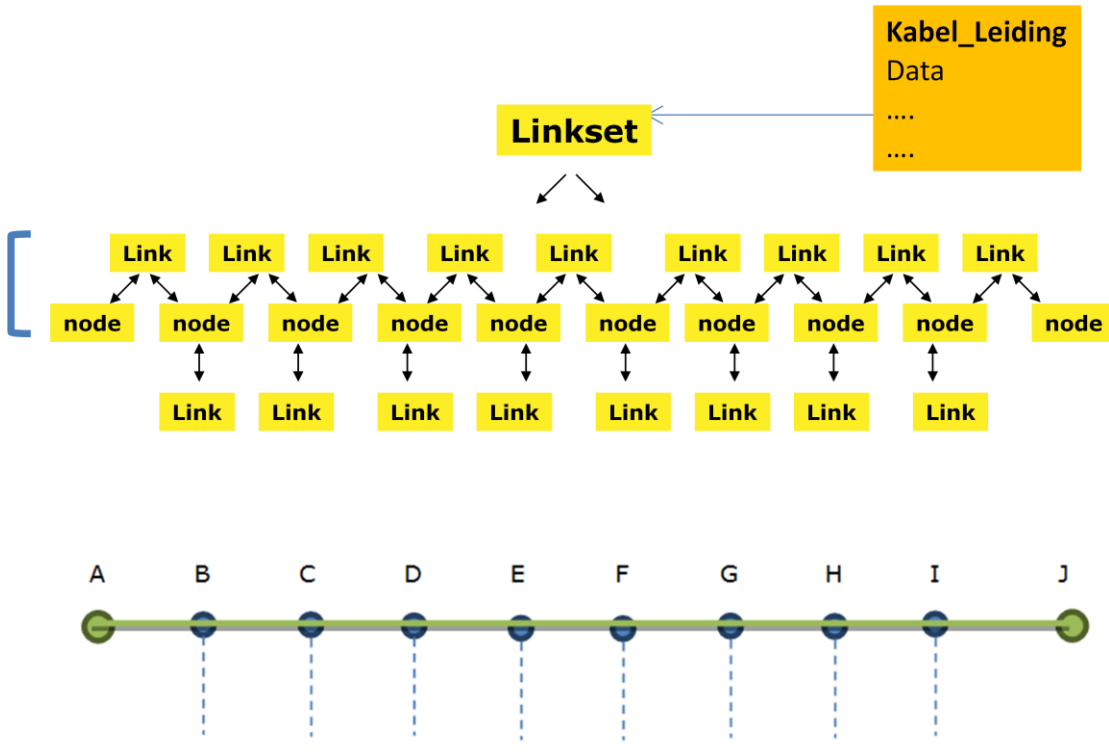 Kabel_Leiding
Data
....
....
Linkset
Link Link Link Link Link Link Link Link Link
node node node node node node node node node node
Link Link Link Link Link Link Link Link
A B C D E F G H I J